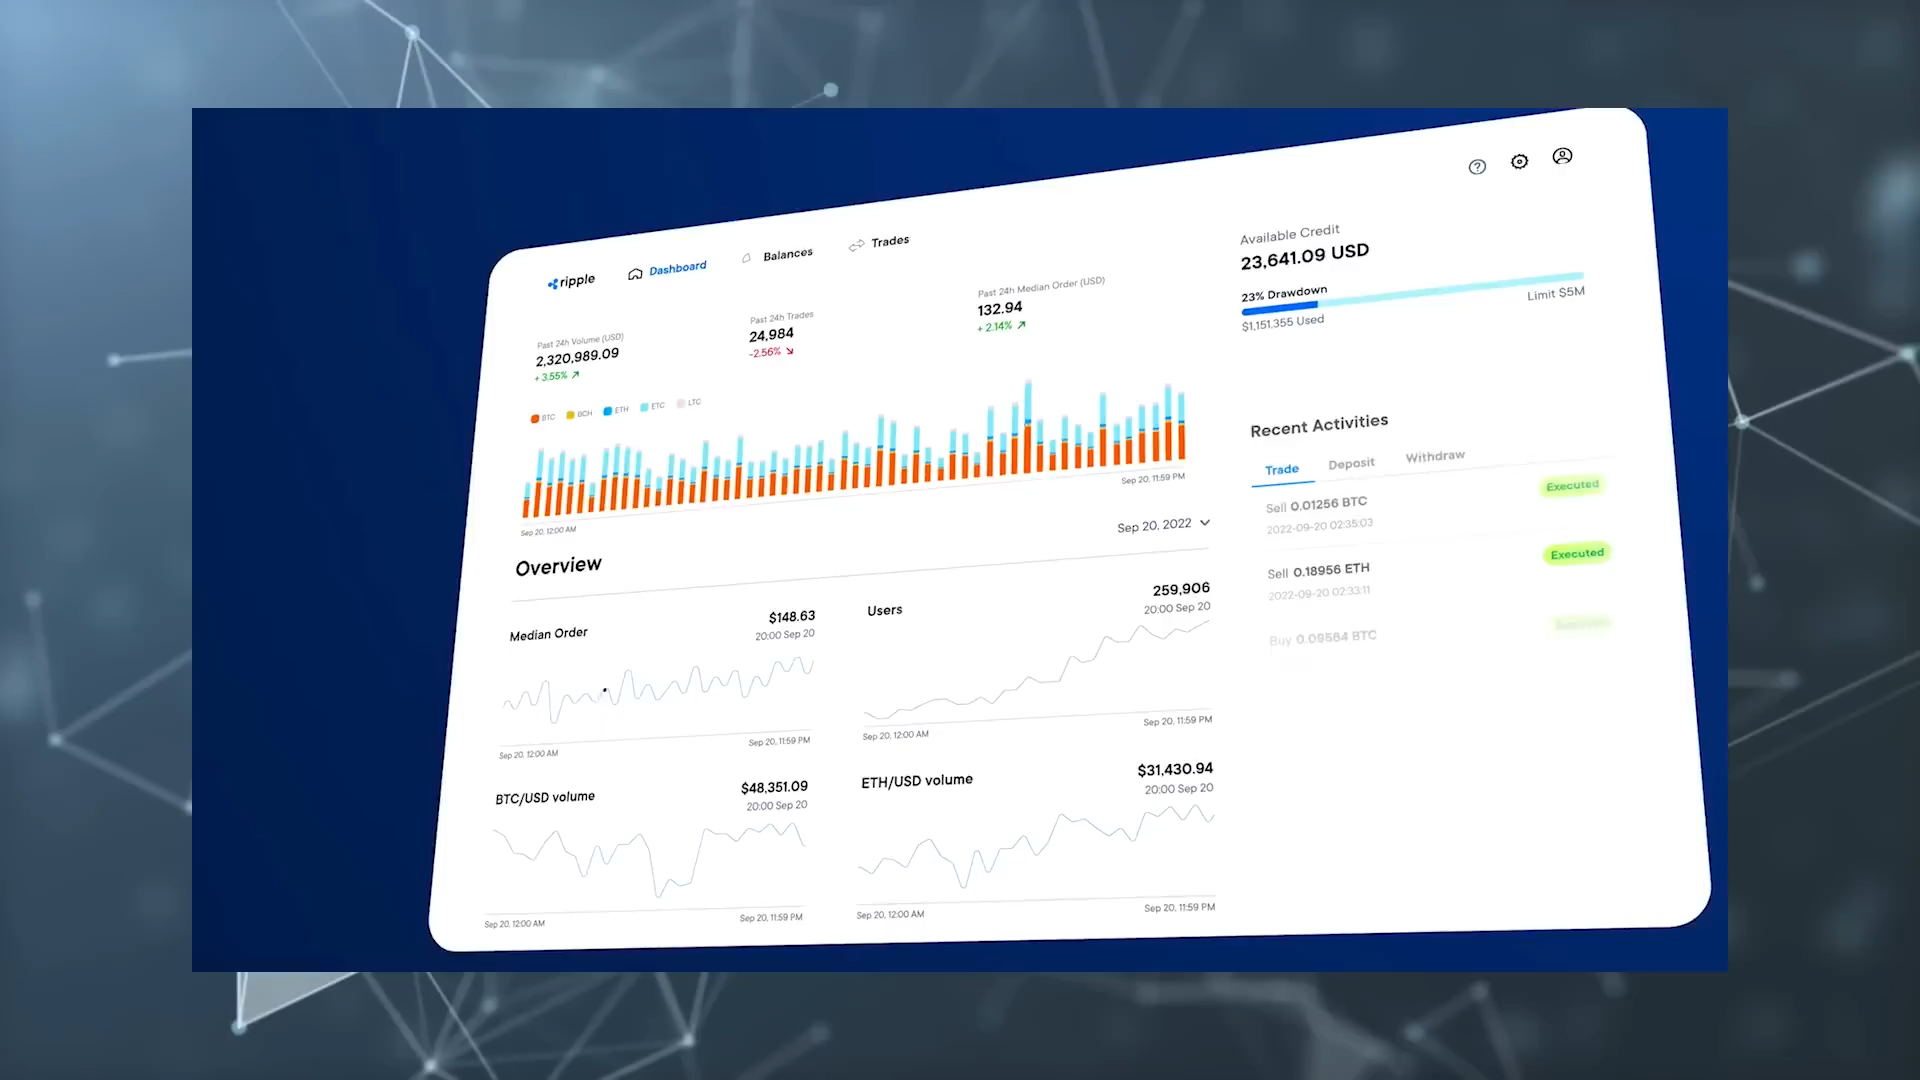 ripple
Dashboard
Balances
Trades
Past 24h Volume (USD)
2,320,989.09
+ 3.55%
Past 24h Trades
24,984
-2.56%
Past 24h Median Order (USD)
132.94
+ 2.14%
BTC
BCH
ETH
ETC
LTC
Sep 20, 12:00 AM
Sep 20, 11:59 PM
Available Credit
23,641.09 USD
23% Drawdown
Limit $5M
$1,151.355 Used
Overview
Sep 20, 2022
Median Order
$148.63
20:00 Sep 20
Sep 20, 12:00 AM
Sep 20, 11:59 PM
Users
259,906
20:00 Sep 20
Sep 20, 12:00 AM
Sep 20, 11:59 PM
BTC/USD volume
$48,351.09
20:00 Sep 20
Sep 20, 12:00 AM
Sep 20, 11:59 PM
ETH/USD volume
$31,430.94
20:00 Sep 20
Sep 20, 12:00 AM
Sep 20, 11:59 PM
Recent Activities
Trade
Deposit
Withdraw
Sell 0.01256 BTC
Executed
2022-09-20 02:35:03
Sell 0.18956 ETH
Executed
2022-09-20 02:33:11
Buy 0.09564 BTC